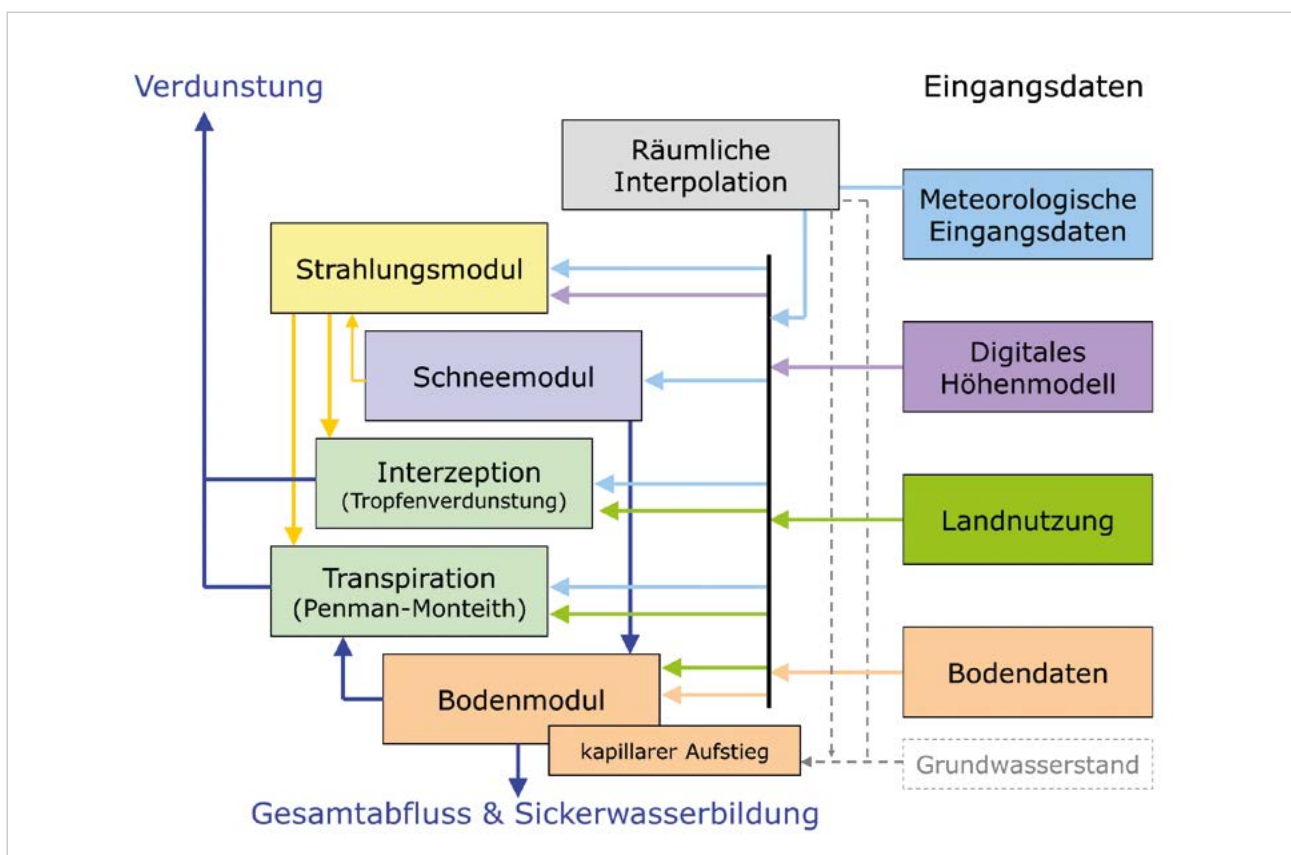 Verdunstung
Eingangsdaten
Räumliche
Interpolation
Meteorologische
Eingangsdaten
Strahlungsmodul
Schneemodul
Digitales
Höhenmodell
Interzeption
(Tropfenverdunstung)
Landnutzung
Transpiration
(Penman-Monteith)
Bodenmodul
Bodendaten
kapillarer Aufstieg
Grundwasserstand
Gesamtabfluss & Sickerwasserbildung